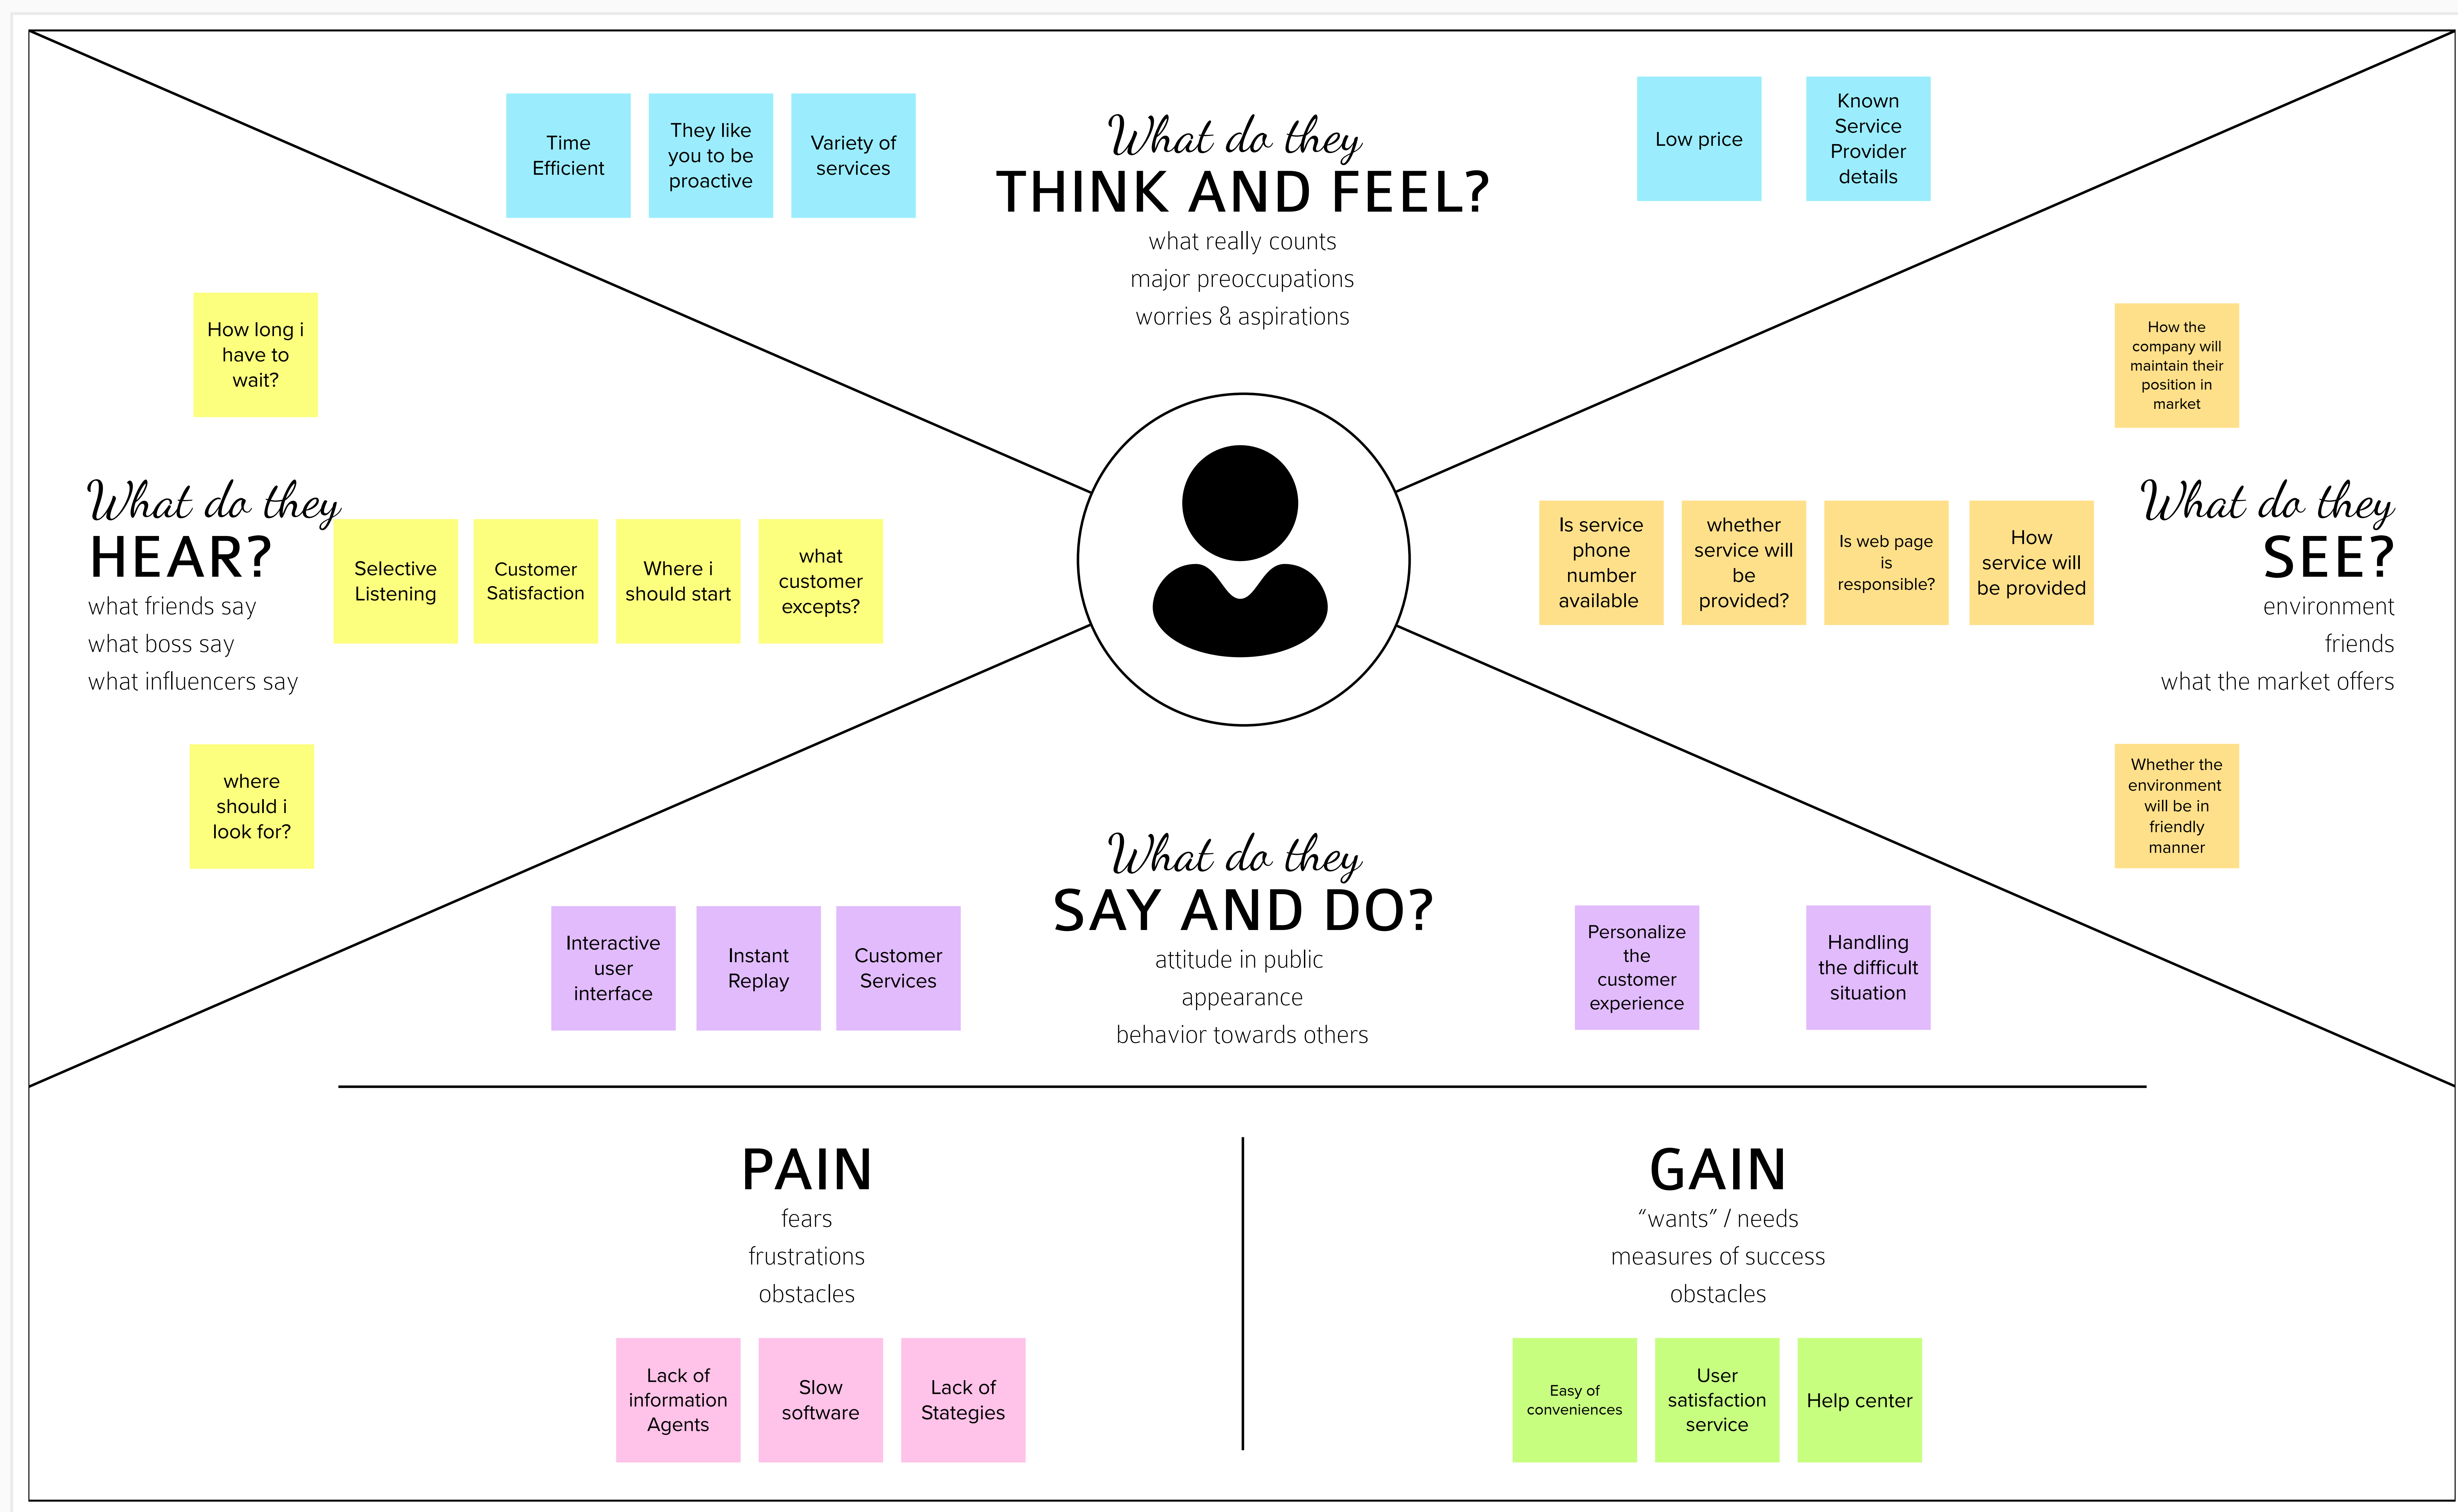 Time
Efficient
They like
you to be
proactive
Variety of
services
What do they
THINK AND FEEL?
what really counts
major preoccupations
worries & aspirations
Low price
Known
Service
Provider
details
How long i
have to
wait?
What do they
HEAR?
what friends say
what boss say
what influencers say
Selective
Listening
Customer
Satisfaction
Where i
should start
what
customer
excepts?
where
should i
look for?
How the
company will
maintain their
position in
market
Is service
phone
number
available
whether
service will
be
provided?
Is web page
is
responsible?
How
service will
be provided
What do they
SEE?
environment
friends
what the market offers
Whether the
environment
will be in
friendly
manner
What do they
SAY AND DO?
attitude in public
appearance
behavior towards others
Interactive
user
interface
Instant
Replay
Customer
Services
Personalize
the
customer
experience
Handling
the difficult
situation
PAIN
fears
frustrations
obstacles
Lack of
information
Agents
Slow
software
Lack of
Stategies
GAIN
“wants” / needs
measures of success
obstacles
Easy of
conveniences
User
satisfaction
service
Help center